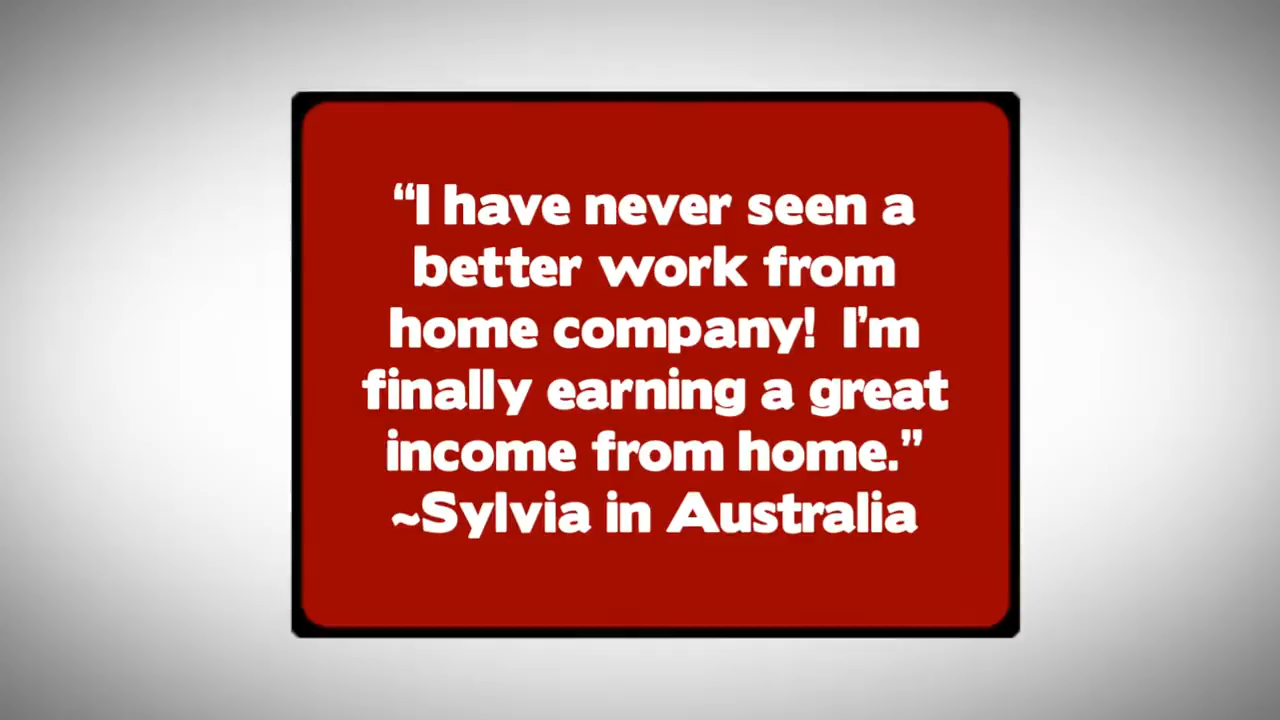 “I have never seen a
better work from
home company!  I’m
finally earning a great
income from home.”
~Sylvia in Australia